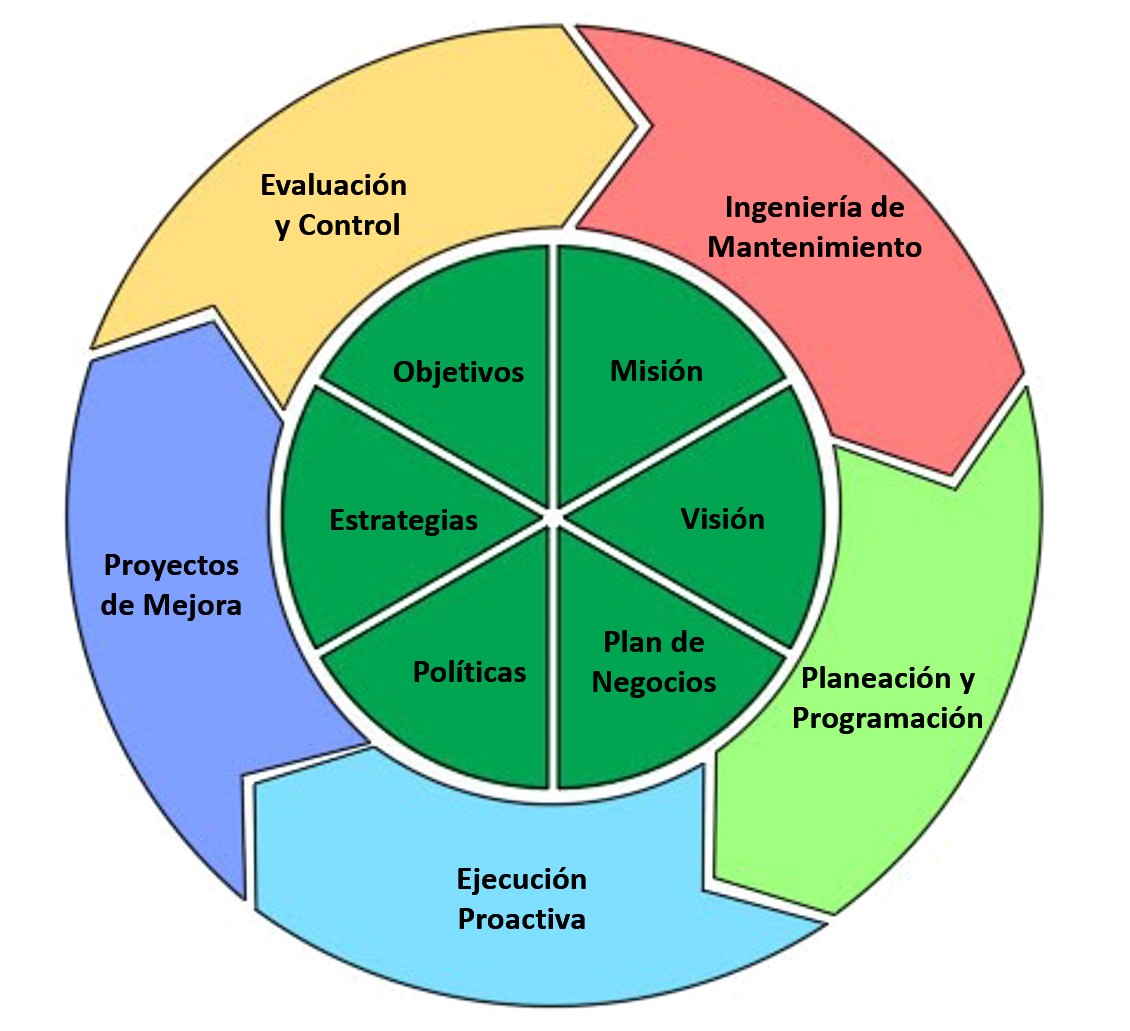 Evaluación
y Control
Ingeniería de
Mantenimiento
Objetivos
Misión
Estrategias
Visión
Proyectos
de Mejora
Políticas
Plan de
Negocios
Planeación y
Programación
Ejecución
Proactiva